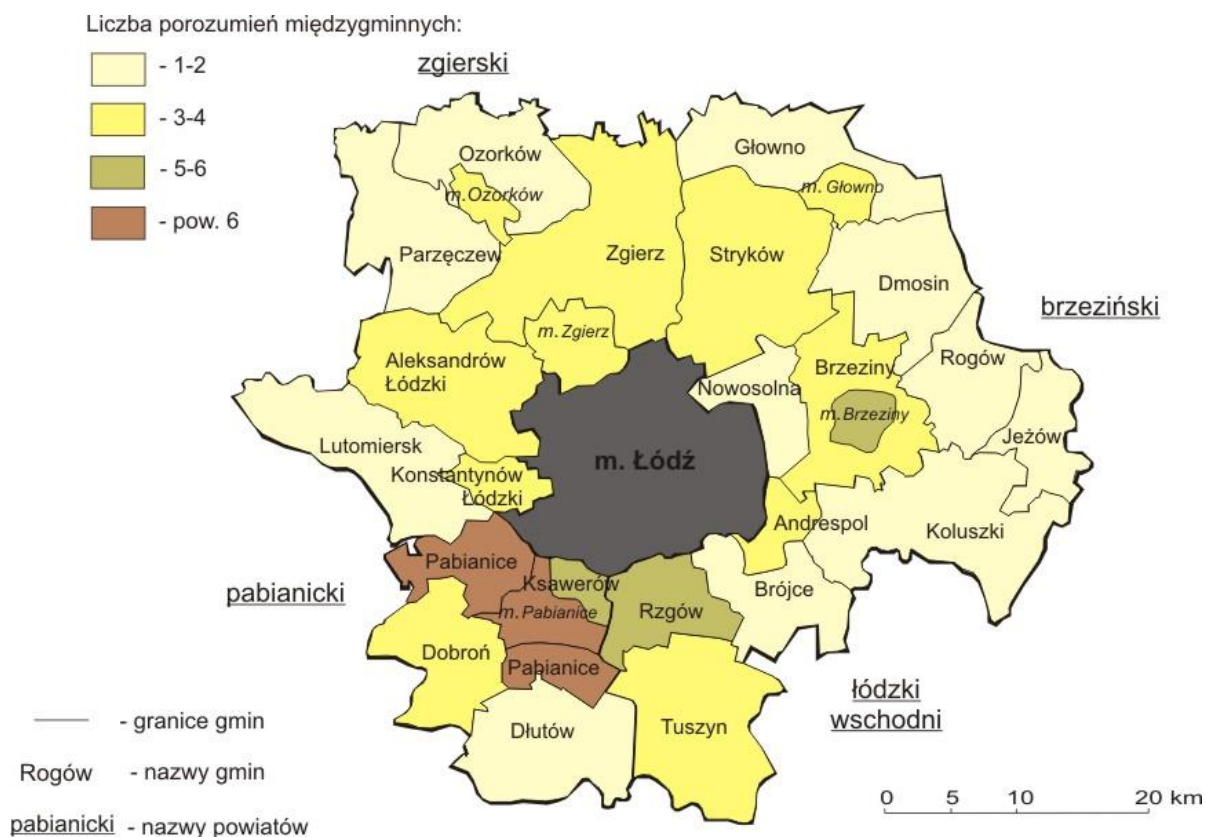 Liczba porozumień międzygminnych:
- 1-2
- 3-4
- 5-6
- pow. 6
zgierski
Ozorków
m. Ozorków
Parzęczew
Zgierz
m. Zgierz
Stryków
Głowno
m. Głowno
Dmosin
brzeziński
Aleksandrów
Łódzki
Nowosolna
Brzeziny
m. Brzeziny
Rogów
Jeżów
Lutomiersk
Konstantynów
Łódzki
m. Łódź
Andrespol
Koluszki
pabianicki
Pabianice
Ksawerów
m. Pabianice
Rzgów
Brójce
Dobroń
Pabianice
Dłutów
Tuszyn
łódzki
wschodni
- granice gmin
Rogów - nazwy gmin
pabianicki - nazwy powiatów
0 5 10 20 km